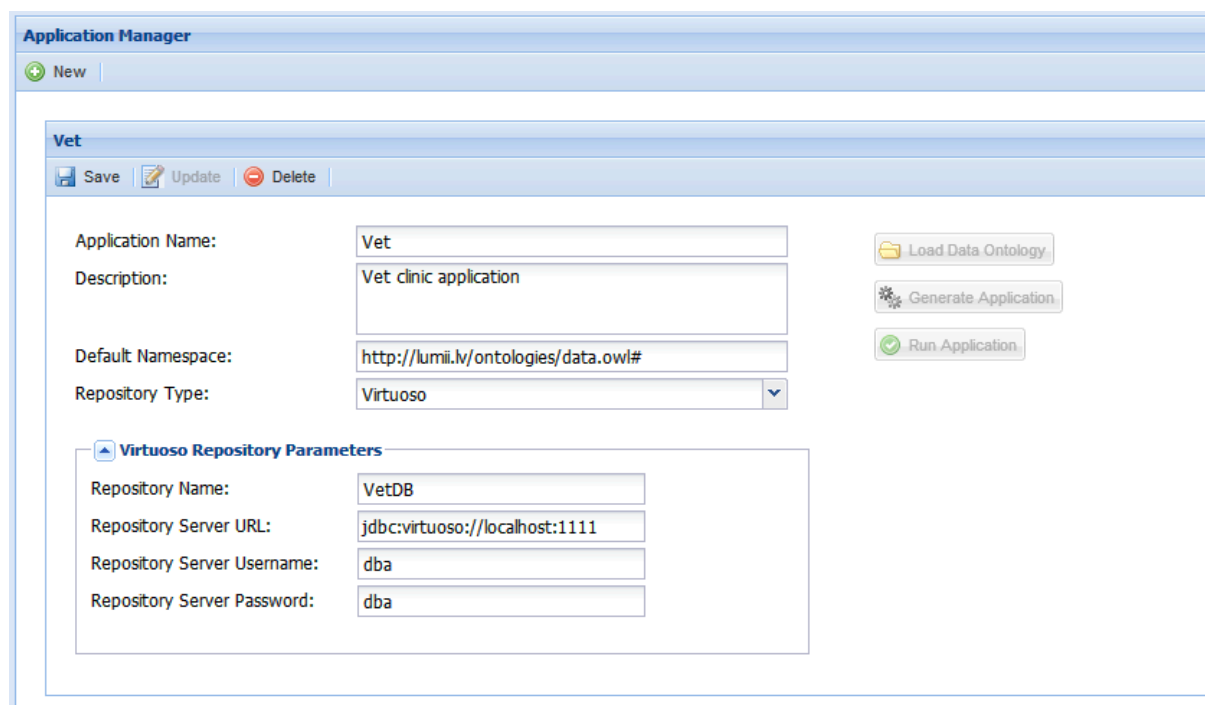 Application Manager
New
Vet
Save Update Delete
Application Name: Vet
Load Data Ontology
Description: Vet clinic application
Generate Application
Default Namespace: http://lumii.lv/ontologies/data.owl#
Run Application
Repository Type: Virtuoso
Virtuoso Repository Parameters
Repository Name: VetDB
Repository Server URL: jdbc:virtuoso://localhost:1111
Repository Server Username: dba
Repository Server Password: dba